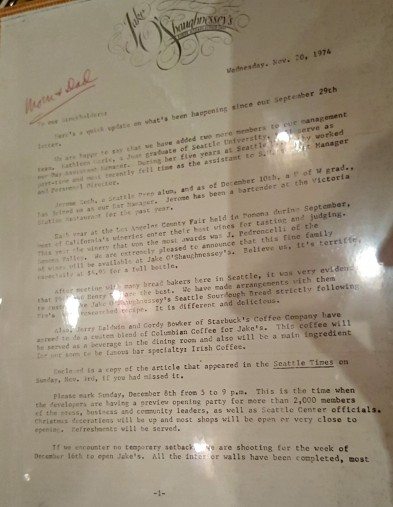 Jake O'Shaughnessey's
Wednesday, Nov. 20, 1974
Mom & Dad
To our Stockholders:
Here's a quick update on what's been happening since our September 29th
letter.
We are happy to say that we have added two more members to our management
team. Kathleen a June graduate of Seattle University, will serve as
our Day Assistant Manager. During her five years at Seattle she worked
part-time and most recently full time as the assistant to Manager
and Personnel Director.
Jerome a Seattle Prep alum, and as of December 10th, a U of W grad.,
has joined us as our Bar Manager. Jerome has been a bartender at the Victoria
Station Restaurant for the past year.
Each year at the Los Angeles County Fair held in Pomona during September,
most of California's wineries enter their best wines for tasting and judging.
This year the winery that won the most awards was J. Pedroncelli of the
Sonoma Valley. We are extremely pleased to announce that this fine family
of wines will be available at Jake O'Shaughnessey's. Believe us, it's terrific,
especially at $4.95 for a full bottle.
After meeting with many bread bakers here in Seattle, it was very evident
that Henry are the best. We have made arrangements with them
to Jake O'Shaughnessey's Seattle Sourdough Bread strictly following
researched recipe. It is different and delicious.
Also, Jerry Baldwin and Gordy Bowker of Starbuck's Coffee Company have
agreed to do a custom blend of Columbian Coffee for Jake's. This coffee will
be served as a beverage in the dining room and also will be a main ingredient
for our soon to be famous bar specialty: Irish Coffee.
Enclosed is a copy of the article that appeared in the Seattle Times on
Sunday, Nov. 3rd, if you had missed it.
Please mark Sunday, December 8th from 5 to 9 p.m. This is the time when
the developers are having a preview opening party for more than 2,000 members
of the press, business and community leaders, as well as Seattle Center officials.
Christmas decorations will be up and most shops will be open or very close to
opening. Refreshments will be served.
If we encounter no temporary setbacks we are shooting for the week of
December 16th to open Jake's. All the interior walls have been completed, most
-1-